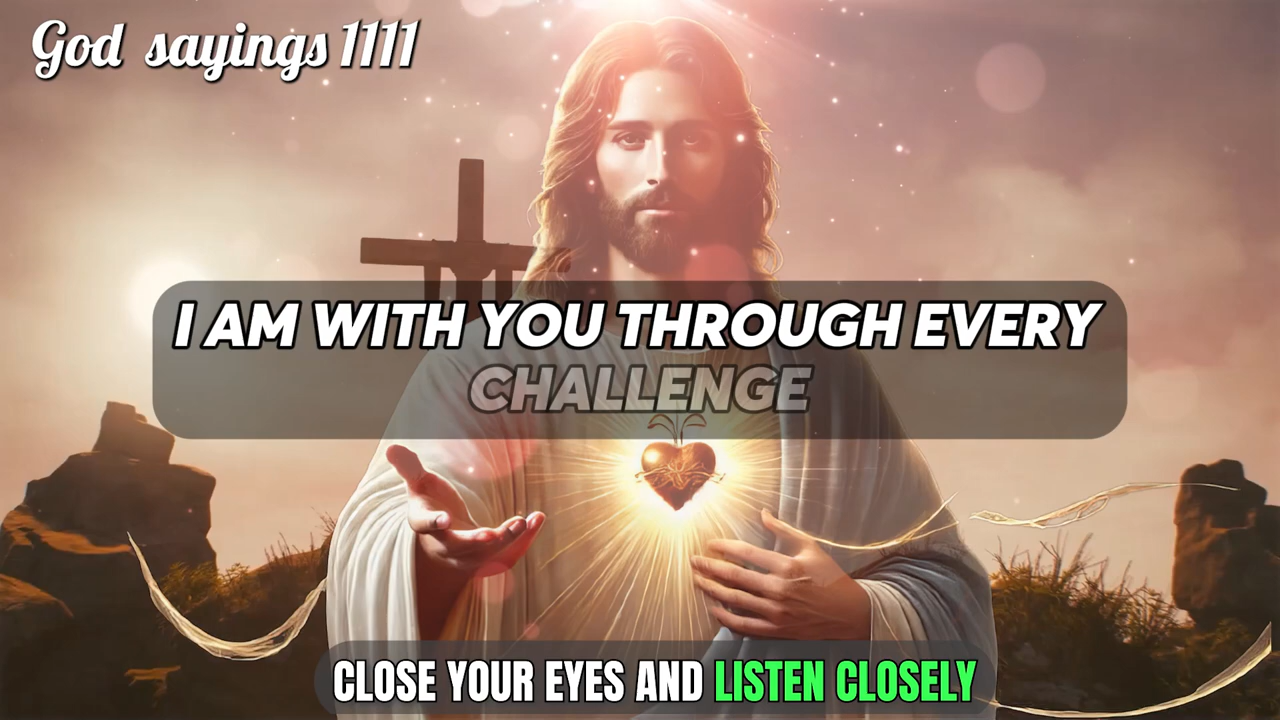 God sayings 1111
I AM WITH YOU THROUGH EVERY
CHALLENGE
CLOSE YOUR EYES AND LISTEN CLOSELY